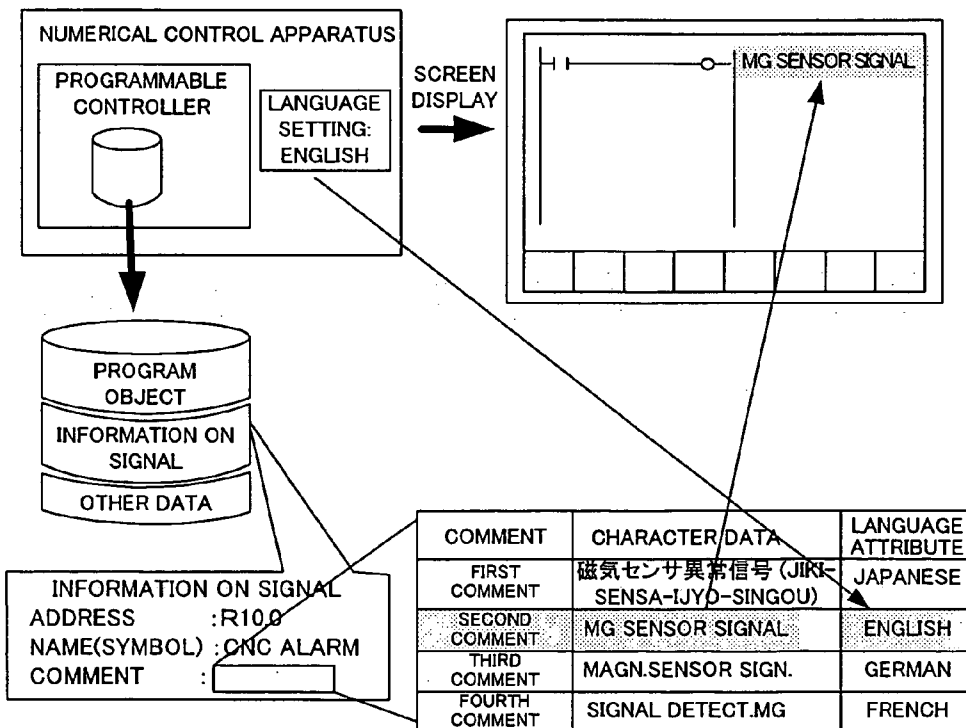 NUMERICAL CONTROL APPARATUS
PROGRAMMABLE
CONTROLLER
LANGUAGE
SETTING:
ENGLISH
SCREEN
DISPLAY
MG SENSOR SIGNAL
PROGRAM
OBJECT
INFORMATION ON
SIGNAL
OTHER DATA
INFORMATION ON SIGNAL
ADDRESS :R10.0
NAME(SYMBOL) :CNC ALARM
COMMENT :
COMMENT CHARACTER DATA LANGUAGE
ATTRIBUTE
FIRST
COMMENT
磁気センサ異常信号 (JIKI-
SENSA-IJYO-SINGOU)
JAPANESE
SECOND
COMMENT
MG SENSOR SIGNAL
ENGLISH
THIRD
COMMENT
MAGN.SENSOR SIGN.
GERMAN
FOURTH
COMMENT
SIGNAL DETECT.MG
FRENCH